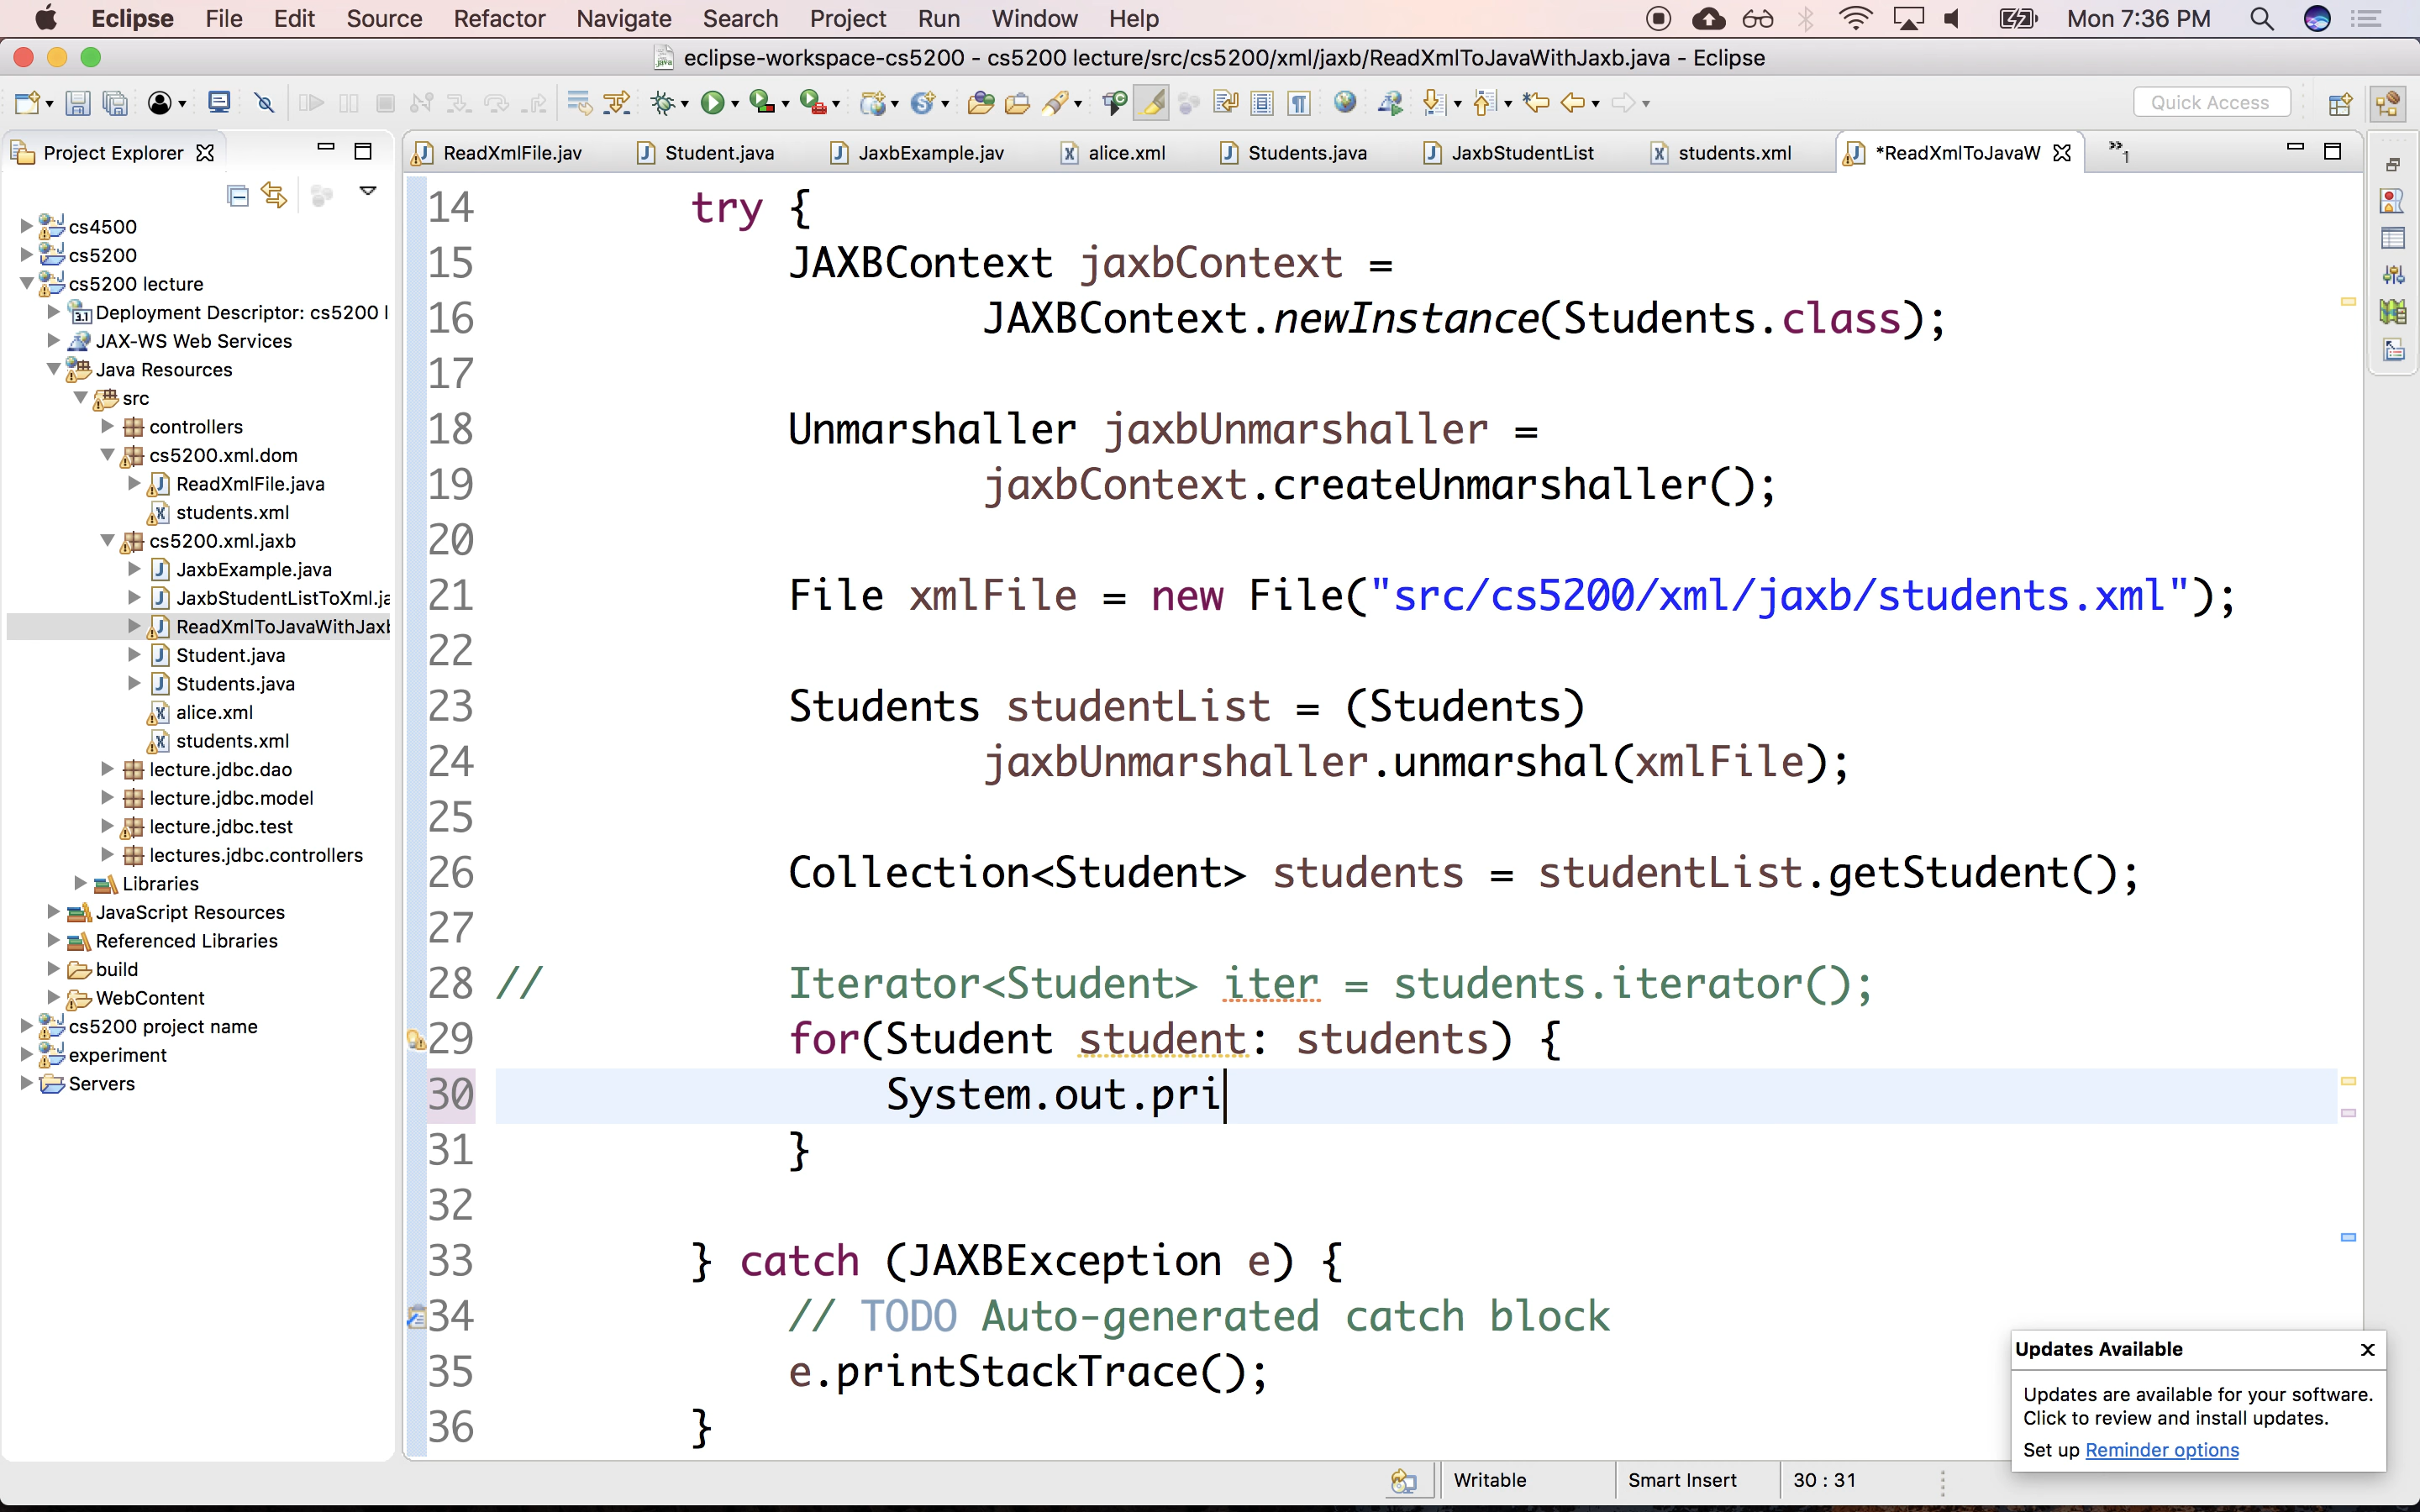 Eclipse File Edit Source Refactor Navigate Search Project Run Window Help Mon 7:36 PM
eclipse-workspace-cs5200 - cs5200 lecture/src/cs5200/xml/jaxb/ReadXmlToJavaWithJaxb.java - Eclipse
Quick Access
Project Explorer
cs4500
cs5200
cs5200 lecture
3.1 Deployment Descriptor: cs5200 l
JAX-WS Web Services
Java Resources
src
controllers
cs5200.xml.dom
ReadXmlFile.java
students.xml
cs5200.xml.jaxb
JaxbExample.java
JaxbStudentListToXml.ja
ReadXmlToJavaWithJaxb
Student.java
Students.java
alice.xml
students.xml
lecture.jdbc.dao
lecture.jdbc.model
lecture.jdbc.test
lectures.jdbc.controllers
Libraries
JavaScript Resources
Referenced Libraries
build
WebContent
cs5200 project name
experiment
Servers
ReadXmlFile.jav Student.java JaxbExample.jav alice.xml Students.java JaxbStudentList students.xml *ReadXmlToJavaW »1
14 try {
15 JAXBContext jaxbContext =
16 JAXBContext.newInstance(Students.class);
17
18 Unmarshaller jaxbUnmarshaller =
19 jaxbContext.createUnmarshaller();
20
21 File xmlFile = new File("src/cs5200/xml/jaxb/students.xml");
22
23 Students studentList = (Students)
24 jaxbUnmarshaller.unmarshal(xmlFile);
25
26 Collection<Student> students = studentList.getStudent();
27
28 // Iterator<Student> iter = students.iterator();
29 for(Student student: students) {
30 System.out.pri
31 }
32
33 } catch (JAXBException e) {
34 // TODO Auto-generated catch block
35 e.printStackTrace();
36 }
Updates Available x
Updates are available for your software.
Click to review and install updates.
Set up Reminder options
Writable Smart Insert 30 : 31